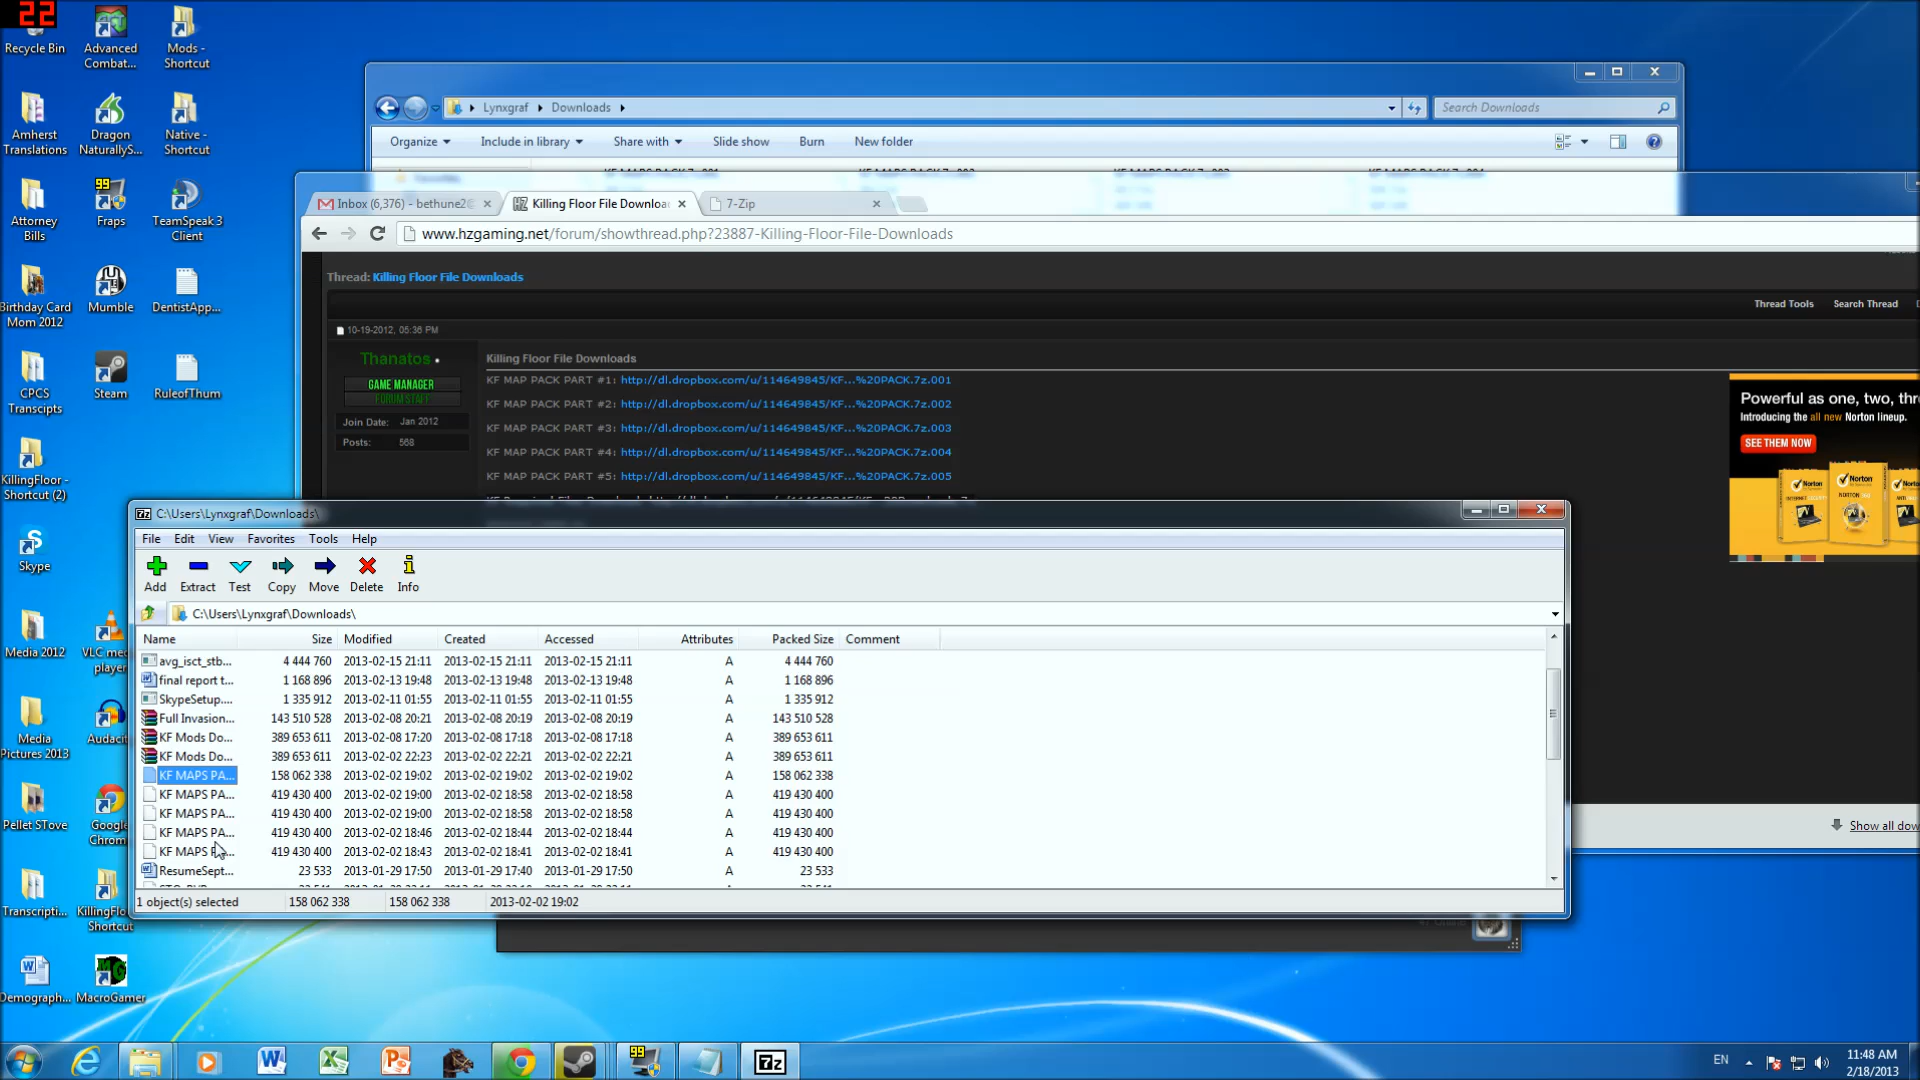 22
Recycle Bin
Advanced Combat...
Mods - Shortcut
Amherst Translations
Dragon NaturallyS...
Native - Shortcut
Attorney Bills
99
Fraps
TeamSpeak 3 Client
Birthday Card Mom 2012
Mumble
DentistApp...
CPCS Transcipts
Steam
RuleofThum
KillingFloor - Shortcut (2)
Skype
Media 2012
VLC med player
Media Pictures 2013
Audacit
Pellet STove
Google Chrom
Transcripti...
KillingFlo Shortcut
Demograph...
MacroGamer
Lynxgraf
Downloads
Search Downloads
Organize
Include in library
Share with
Slide show
Burn
New folder
Inbox (6,376) - bethune2@
Killing Floor File Downloa
7-Zip
www.hzgaming.net/forum/showthread.php?23887-Killing-Floor-File-Downloads
Thread: Killing Floor File Downloads
Thread Tools
Search Thread
10-19-2012, 05:36 PM
Thanatos
GAME MANAGER
FORUM STAFF
Join Date: Jan 2012
Posts: 568
Killing Floor File Downloads
KF MAP PACK PART #1: http://dl.dropbox.com/u/114649845/KF...%20PACK.7z.001
KF MAP PACK PART #2: http://dl.dropbox.com/u/114649845/KF...%20PACK.7z.002
KF MAP PACK PART #3: http://dl.dropbox.com/u/114649845/KF...%20PACK.7z.003
KF MAP PACK PART #4: http://dl.dropbox.com/u/114649845/KF...%20PACK.7z.004
KF MAP PACK PART #5: http://dl.dropbox.com/u/114649845/KF...%20PACK.7z.005
Powerful as one, two, thr
Introducing the all new Norton lineup.
SEE THEM NOW
Norton
Show all dow
7z C:\Users\Lynxgraf\Downloads\
File Edit View Favorites Tools Help
Add Extract Test Copy Move Delete Info
C:\Users\Lynxgraf\Downloads\
Name Size Modified Created Accessed Attributes Packed Size Comment
avg_isct_stb... 4 444 760 2013-02-15 21:11 2013-02-15 21:11 2013-02-15 21:11 A 4 444 760
final report t... 1 168 896 2013-02-13 19:48 2013-02-13 19:48 2013-02-13 19:48 A 1 168 896
SkypeSetup.... 1 335 912 2013-02-11 01:55 2013-02-11 01:55 2013-02-11 01:55 A 1 335 912
Full Invasion... 143 510 528 2013-02-08 20:21 2013-02-08 20:19 2013-02-08 20:19 A 143 510 528
KF Mods Do... 389 653 611 2013-02-08 17:20 2013-02-08 17:18 2013-02-08 17:18 A 389 653 611
KF Mods Do... 389 653 611 2013-02-02 22:23 2013-02-02 22:21 2013-02-02 22:21 A 389 653 611
KF MAPS PA... 158 062 338 2013-02-02 19:02 2013-02-02 19:02 2013-02-02 19:02 A 158 062 338
KF MAPS PA... 419 430 400 2013-02-02 19:00 2013-02-02 18:58 2013-02-02 18:58 A 419 430 400
KF MAPS PA... 419 430 400 2013-02-02 19:00 2013-02-02 18:58 2013-02-02 18:58 A 419 430 400
KF MAPS PA... 419 430 400 2013-02-02 18:46 2013-02-02 18:44 2013-02-02 18:44 A 419 430 400
KF MAPS P... 419 430 400 2013-02-02 18:43 2013-02-02 18:41 2013-02-02 18:41 A 419 430 400
ResumeSept... 23 533 2013-01-29 17:50 2013-01-29 17:40 2013-01-29 17:50 A 23 533
1 object(s) selected 158 062 338 158 062 338 2013-02-02 19:02
99
7z
EN
11:48 AM
2/18/2013